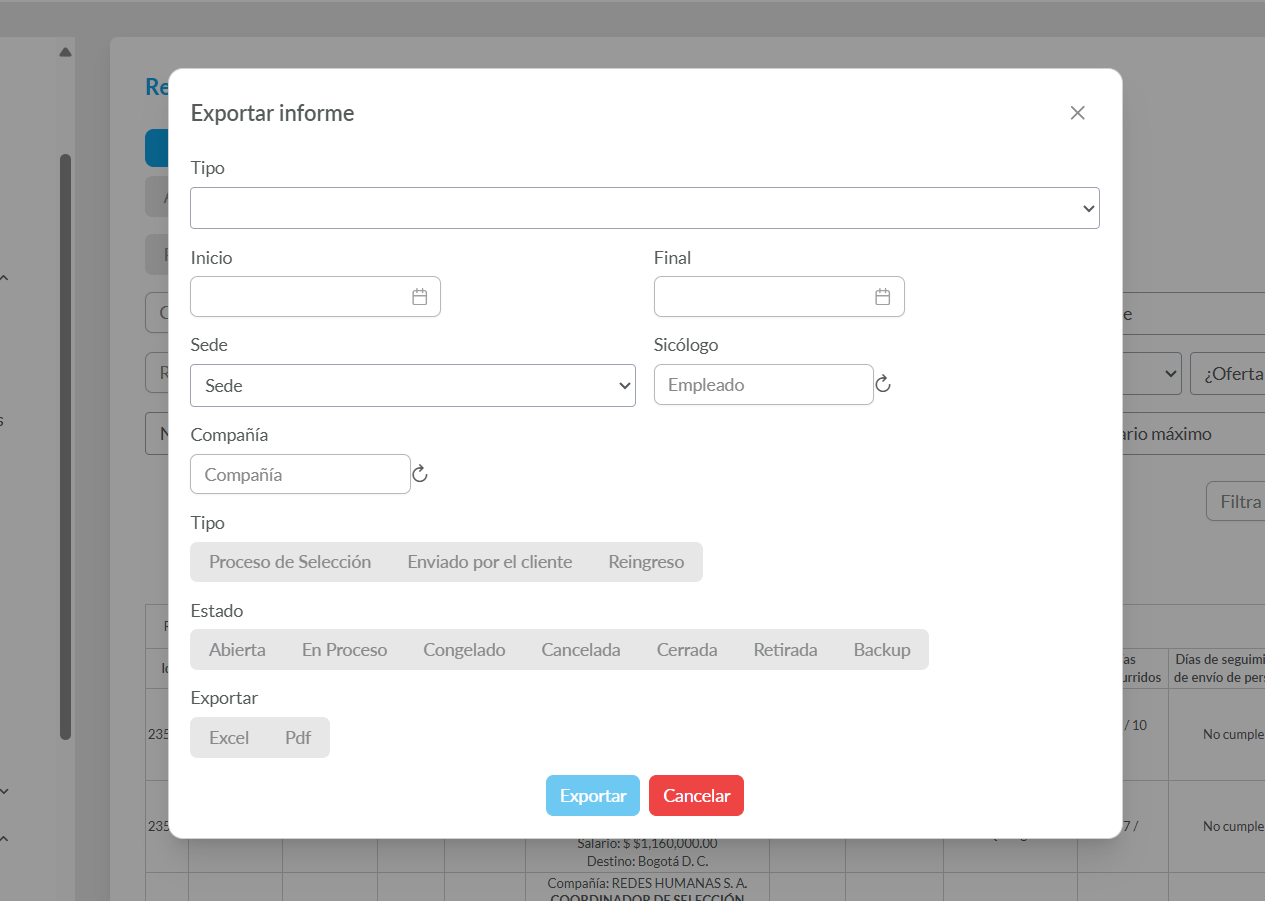 Re
Exportar informe
Tipo
Inicio
Final
Sede
Sicólogo
Sede
Empleado
e
¿Oferta
Compañía
Compañía
ario máximo
Filtra
Tipo
Proceso de Selección Enviado por el cliente Reingreso
Estado
Abierta En Proceso Congelado Cancelada Cerrada Retirada Backup
as
urridos
Días de seguimi
de envío de pers
Exportar
Excel Pdf
235
/ 10
No cumple
Exportar
Cancelar
235
7 /
No cumple
Salario: $ $1,160,000.00
Destino: Bogotá D. C.
Compañía: REDES HUMANAS S. A.
COORDINADOR DE SELECCIÓN